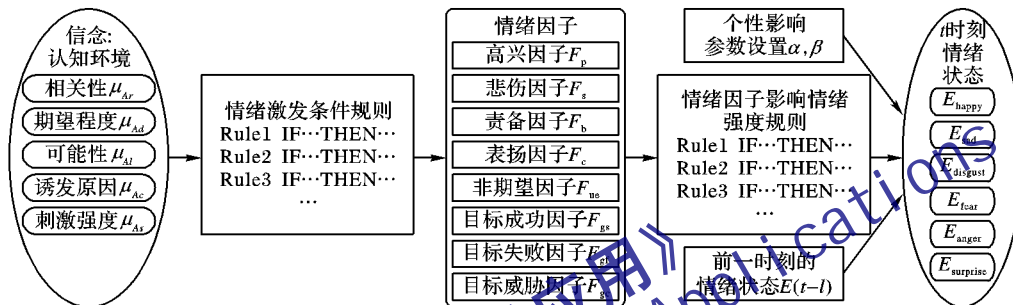 信念:
认知环境
相关性μAr
期望程度μAd
可能性μAl
诱发原因μAc
刺激强度μAs
情绪激发条件规则
Rule1 IF…THEN…
Rule2 IF…THEN…
Rule3 IF…THEN…
…
情绪因子
高兴因子Fp
悲伤因子Fs
责备因子Fb
表扬因子Fc
非期望因子Fue
目标成功因子Fgs
目标失败因子
目标威胁因子
情绪因子影响情绪
强度规则
Rule1 IF…THEN…
Rule2 IF…THEN…
Rule3 IF…THEN…
…
个性影响
参数设置α,β
前一时刻的
情绪状态E(t-l)
t时刻
情绪
状态
Ehappy
Esad
Edisgust
Efear
Eanger
Esurprise
应用》
Applications